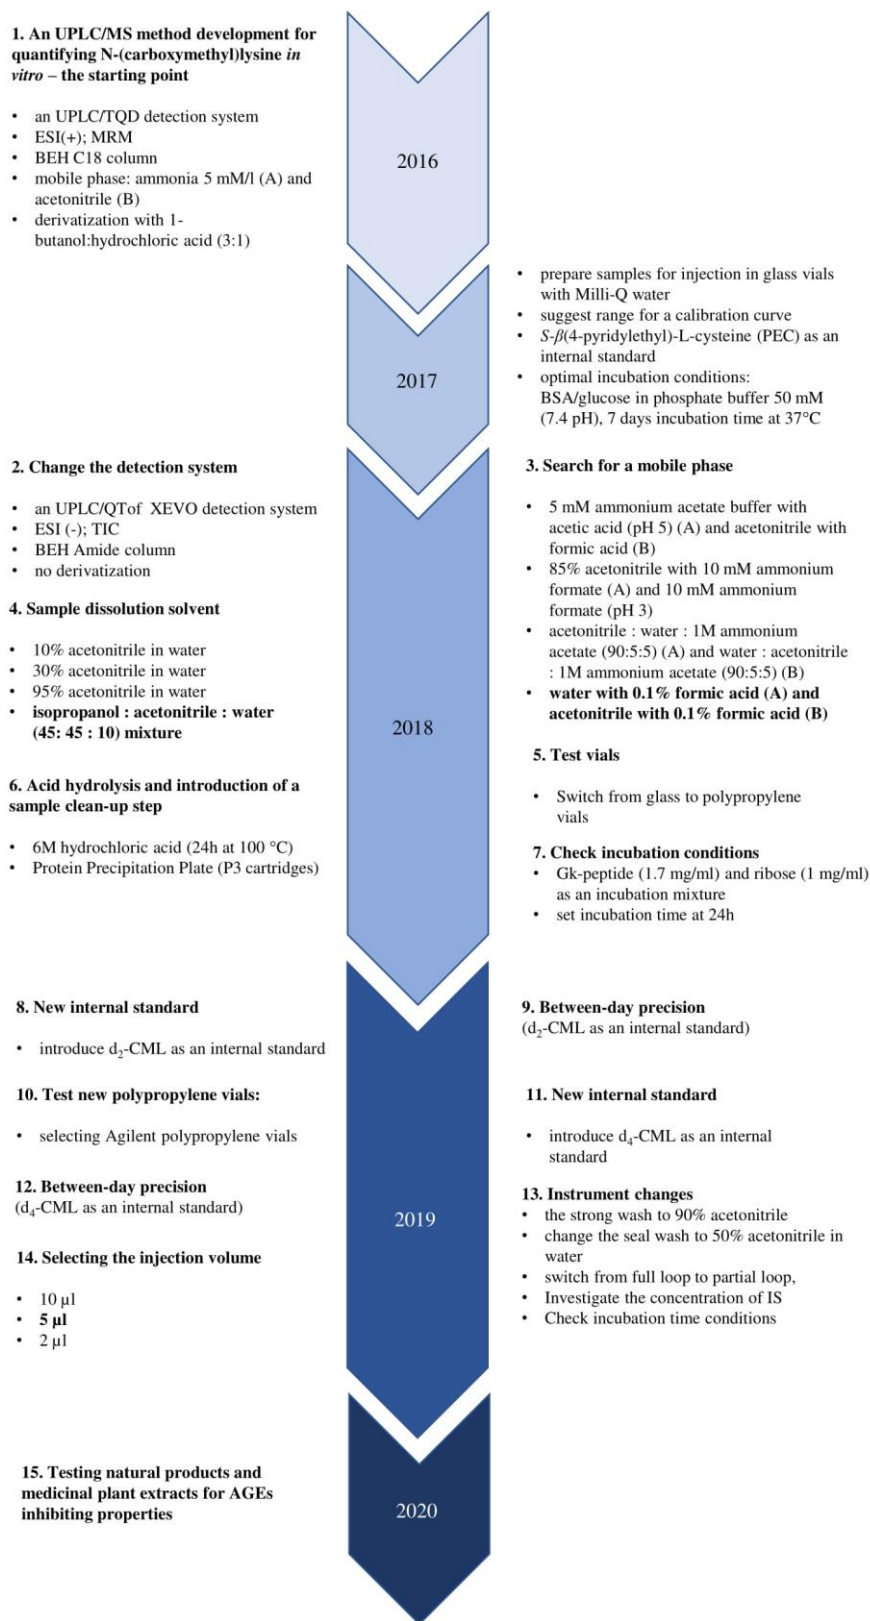 1. An UPLC/MS method development for
quantifying N-(carboxymethyl)lysine in
vitro – the starting point
• an UPLC/TQD detection system
• ESI(+); MRM
• BEH C18 column
• mobile phase: ammonia 5 mM/l (A) and
acetonitrile (B)
• derivatization with 1-
butanol:hydrochloric acid (3:1)
2016
• prepare samples for injection in glass vials
with Milli-Q water
• suggest range for a calibration curve
• S-β(4-pyridylethyl)-L-cysteine (PEC) as an
internal standard
• optimal incubation conditions:
BSA/glucose in phosphate buffer 50 mM
(7.4 pH), 7 days incubation time at 37°C
2017
2. Change the detection system
• an UPLC/QTof  XEVO detection system
• ESI (-); TIC
• BEH Amide column
• no derivatization
3. Search for a mobile phase
• 5 mM ammonium acetate buffer with
acetic acid (pH 5) (A) and acetonitrile with
formic acid (B)
• 85% acetonitrile with 10 mM ammonium
formate (A) and 10 mM ammonium
formate (pH 3)
• acetonitrile : water : 1M ammonium
acetate (90:5:5) (A) and water : acetonitrile
: 1M ammonium acetate (90:5:5) (B)
• water with 0.1% formic acid (A) and
acetonitrile with 0.1% formic acid (B)
4. Sample dissolution solvent
• 10% acetonitrile in water
• 30% acetonitrile in water
• 95% acetonitrile in water
• isopropanol : acetonitrile : water
(45: 45 : 10) mixture
2018
5. Test vials
• Switch from glass to polypropylene
vials
6. Acid hydrolysis and introduction of a
sample clean-up step
• 6M hydrochloric acid (24h at 100 °C)
• Protein Precipitation Plate (P3 cartridges)
7. Check incubation conditions
• Gk-peptide (1.7 mg/ml) and ribose (1 mg/ml)
as an incubation mixture
• set incubation time at 24h
8. New internal standard
• introduce d₂-CML as an internal standard
9. Between-day precision
(d₂-CML as an internal standard)
10. Test new polypropylene vials:
• selecting Agilent polypropylene vials
11. New internal standard
• introduce d₄-CML as an internal
standard
12. Between-day precision
(d₄-CML as an internal standard)
2019
13. Instrument changes
• the strong wash to 90% acetonitrile
• change the seal wash to 50% acetonitrile in
water
• switch from full loop to partial loop,
• Investigate the concentration of IS
• Check incubation time conditions
14. Selecting the injection volume
• 10 µl
• 5 µl
• 2 µl
15. Testing natural products and
medicinal plant extracts for AGEs
inhibiting properties
2020